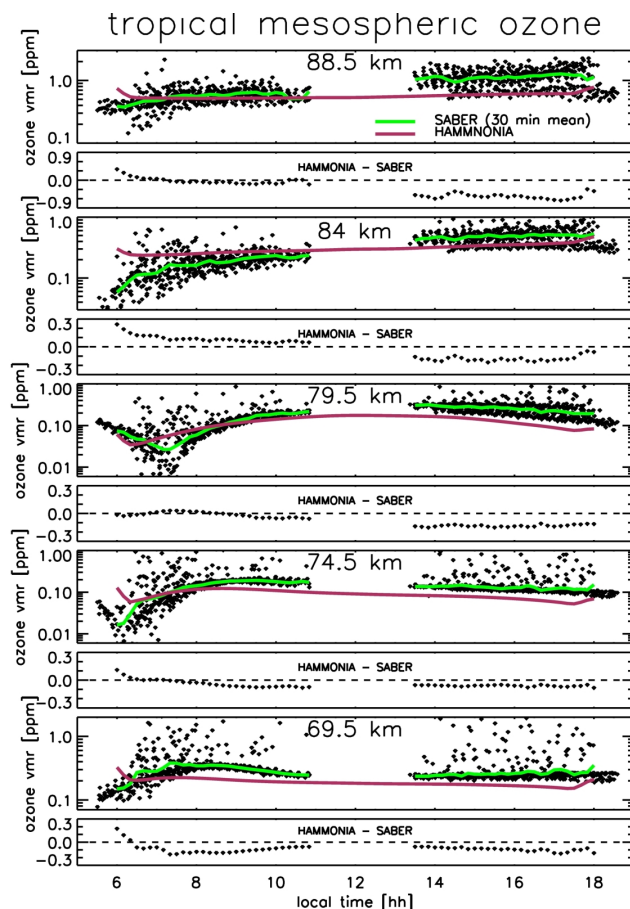 tropical mesospheric ozone
ozone vmr [ppm]
1.0
0.1
88.5 km
SABER (30 min mean)
HAMMNONIA
0.9
0.0
-0.9
HAMMONIA - SABER
ozone vmr [ppm]
1.0
0.1
84 km
0.3
0.0
-0.3
HAMMONIA - SABER
ozone vmr [ppm]
1.00
0.10
0.01
79.5 km
0.3
0.0
-0.3
HAMMONIA - SABER
ozone vmr [ppm]
1.00
0.10
0.01
74.5 km
0.3
0.0
-0.3
HAMMONIA - SABER
ozone vmr [ppm]
1.0
0.1
69.5 km
0.3
0.0
-0.3
HAMMONIA - SABER
6 8 10 12 14 16 18
local time [hh]